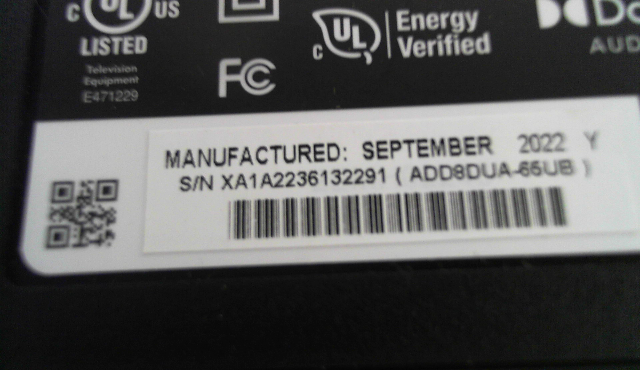 C UL US
LISTED
Television
Equipment
E471229
FC
C UL
Energy
Verified
AUD
MANUFACTURED: SEPTEMBER 2022 Y
S/N XA1A2236132291 ( ADD8DUA-65UB )